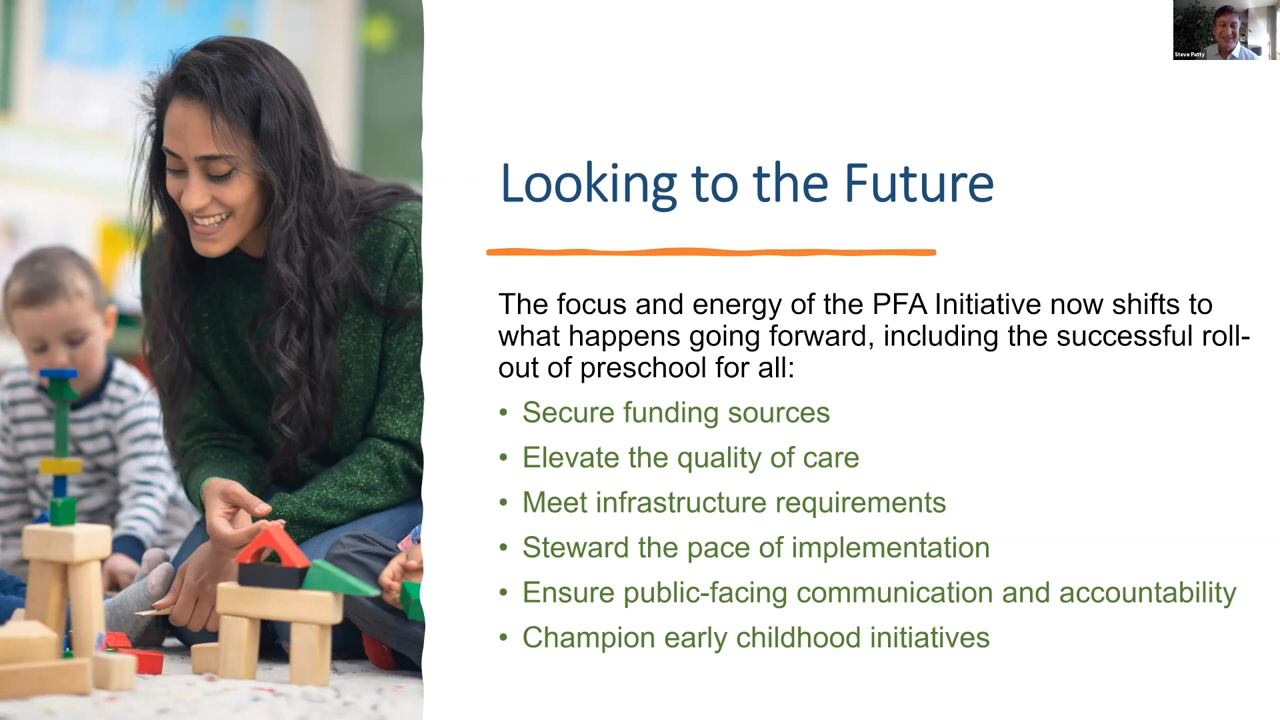 Steve Patty
Looking to the Future
The focus and energy of the PFA Initiative now shifts to
what happens going forward, including the successful roll-
out of preschool for all:
• Secure funding sources
• Elevate the quality of care
• Meet infrastructure requirements
• Steward the pace of implementation
• Ensure public-facing communication and accountability
• Champion early childhood initiatives